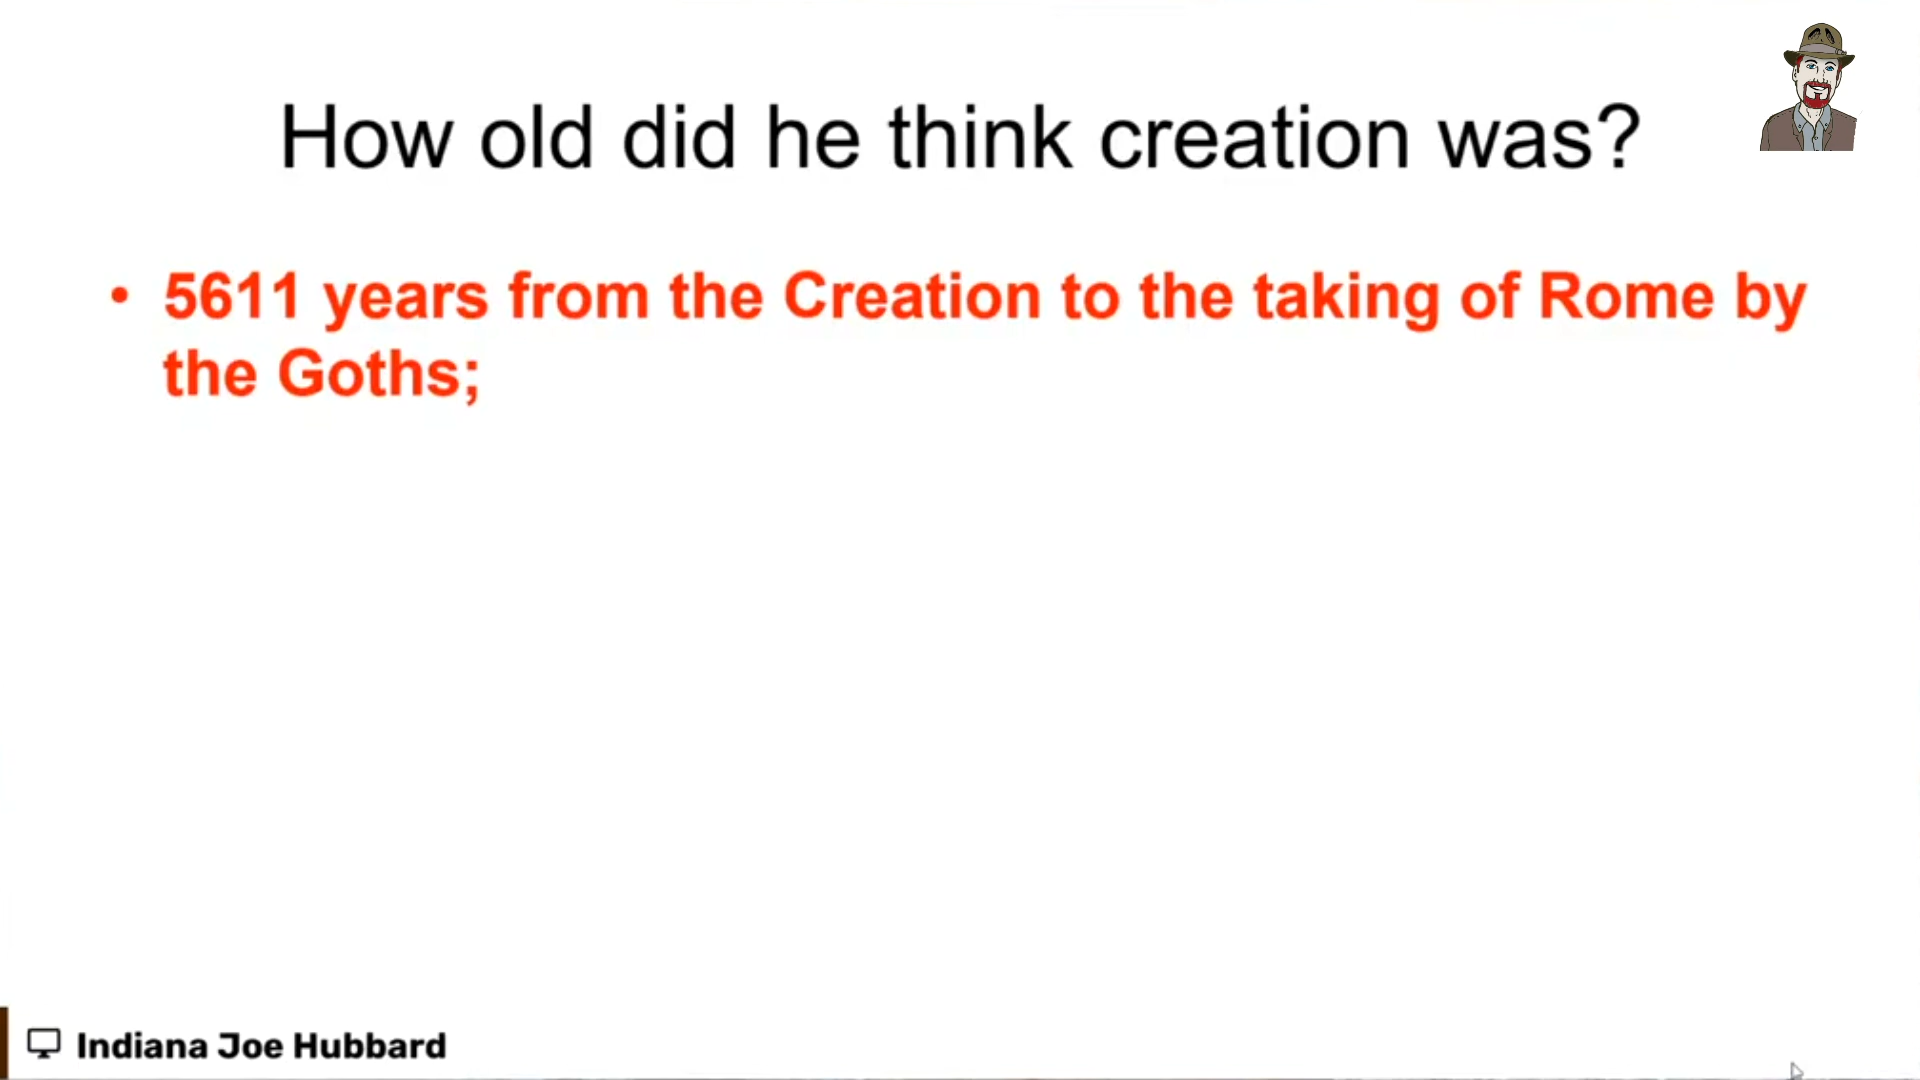 How old did he think creation was?
• 5611 years from the Creation to the taking of Rome by
the Goths;
Indiana Joe Hubbard